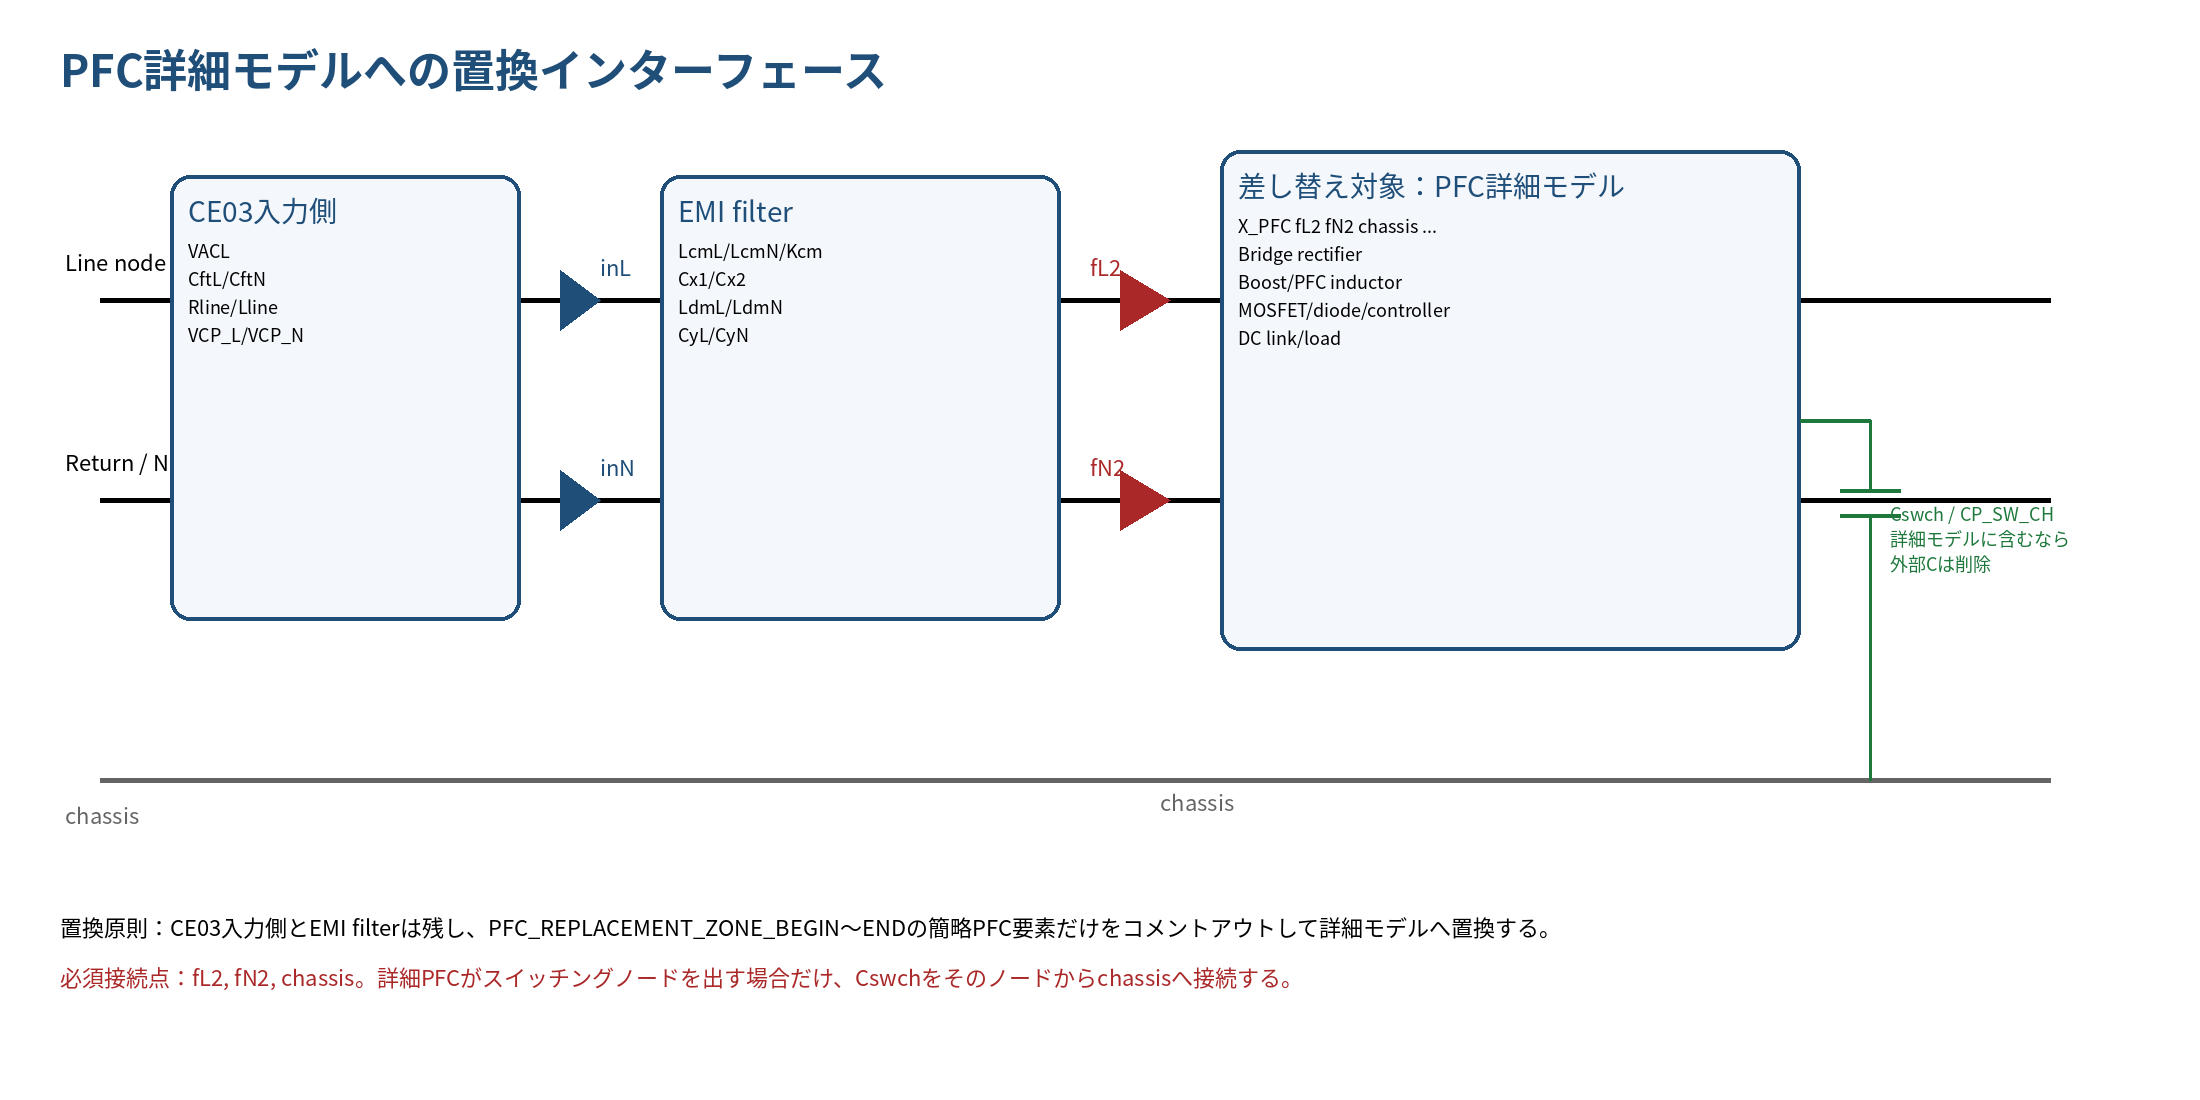 PFC詳細モデルへの置換インターフェース
Line node
Return / N
CE03入力側
VACL
CftL/CftN
Rline/Lline
VCP_L/VCP_N
inL
inN
EMI filter
LcmL/LcmN/Kcm
Cx1/Cx2
LdmL/LdmN
CyL/CyN
fL2
fN2
差し替え対象：PFC詳細モデル
X_PFC fL2 fN2 chassis ...
Bridge rectifier
Boost/PFC inductor
MOSFET/diode/controller
DC link/load
Cswch / CP_SW_CH
詳細モデルに含むなら
外部Cは削除
chassis
chassis
置換原則：CE03入力側とEMI filterは残し、PFC_REPLACEMENT_ZONE_BEGIN～ENDの簡略PFC要素だけをコメントアウトして詳細モデルへ置換する。
必須接続点：fL2, fN2, chassis。詳細PFCがスイッチングノードを出す場合だけ、Cswchをそのノードからchassisへ接続する。